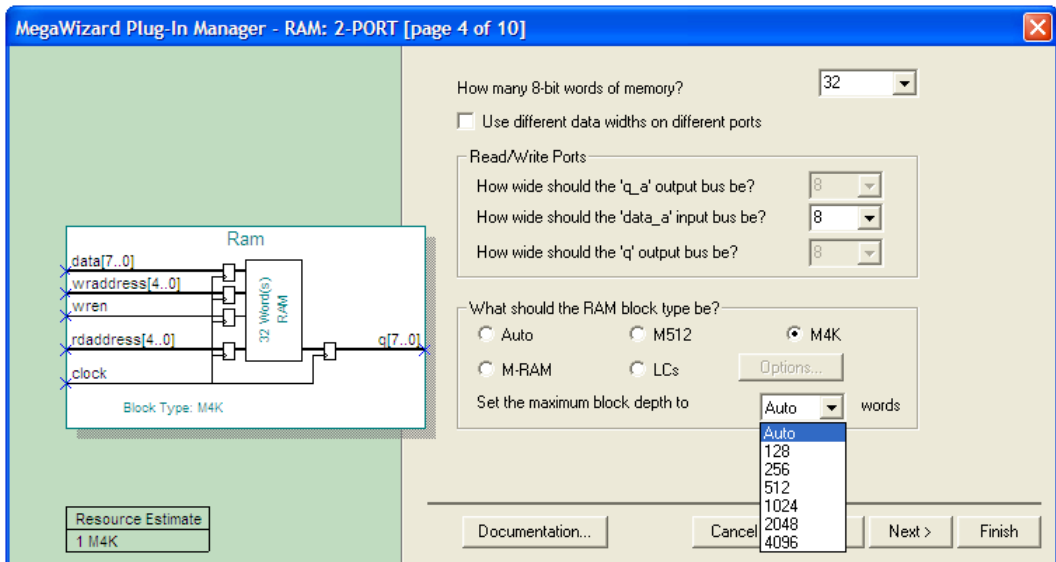 MegaWizard Plug-In Manager - RAM: 2-PORT [page 4 of 10]
How many 8-bit words of memory? 32
Use different data widths on different ports
Read/Write Ports
How wide should the 'q_a' output bus be? 8
How wide should the 'data_a' input bus be? 8
How wide should the 'q' output bus be? 8
Ram
data[7..0]
wraddress[4..0]
wren
rdaddress[4..0]
clock
32 Word(s)
RAM
q[7..0]
Block Type: M4K
What should the RAM block type be?
Auto M512 M4K
M-RAM LCs Options...
Set the maximum block depth to Auto words
Auto
128
256
512
1024
2048
4096
Resource Estimate
1 M4K
Documentation... Cancel Next > Finish